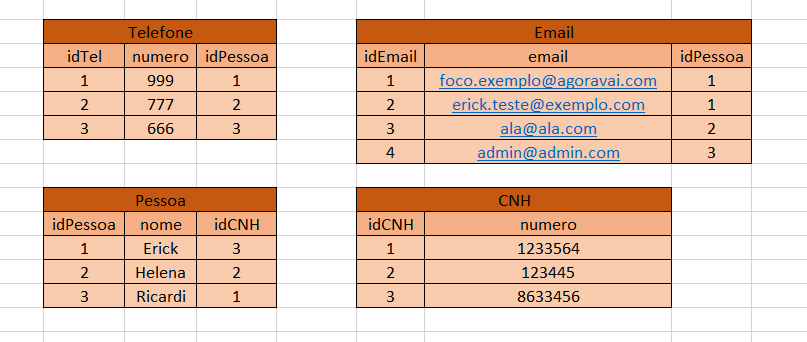 Telefone
idTel numero idPessoa
1 999 1
2 777 2
3 666 3
Email
idEmail email idPessoa
1 foco.exemplo@agoravai.com 1
2 erick.teste@exemplo.com 1
3 ala@ala.com 2
4 admin@admin.com 3
Pessoa
idPessoa nome idCNH
1 Erick 3
2 Helena 2
3 Ricardi 1
CNH
idCNH numero
1 1233564
2 123445
3 8633456